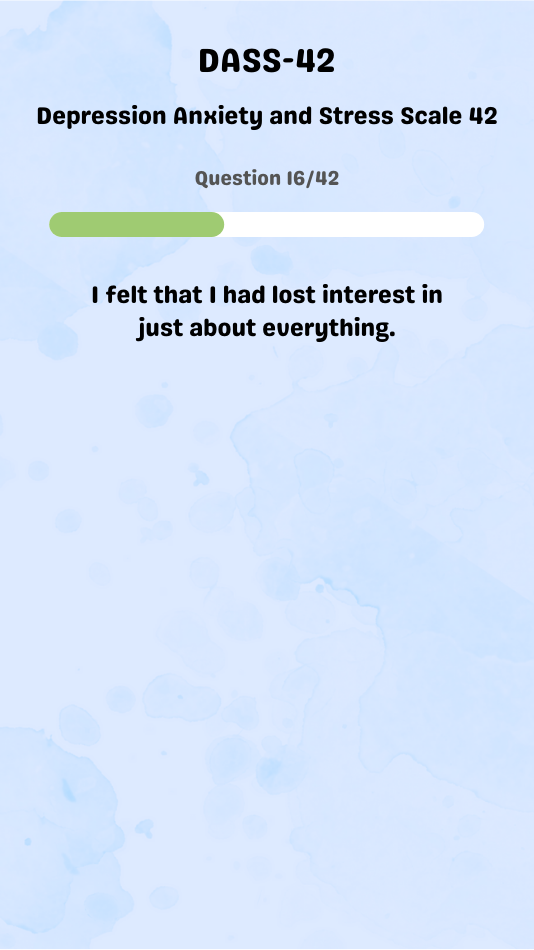 DASS-42
Depression Anxiety and Stress Scale 42
Question 16/42
I felt that I had lost interest in
just about everything.